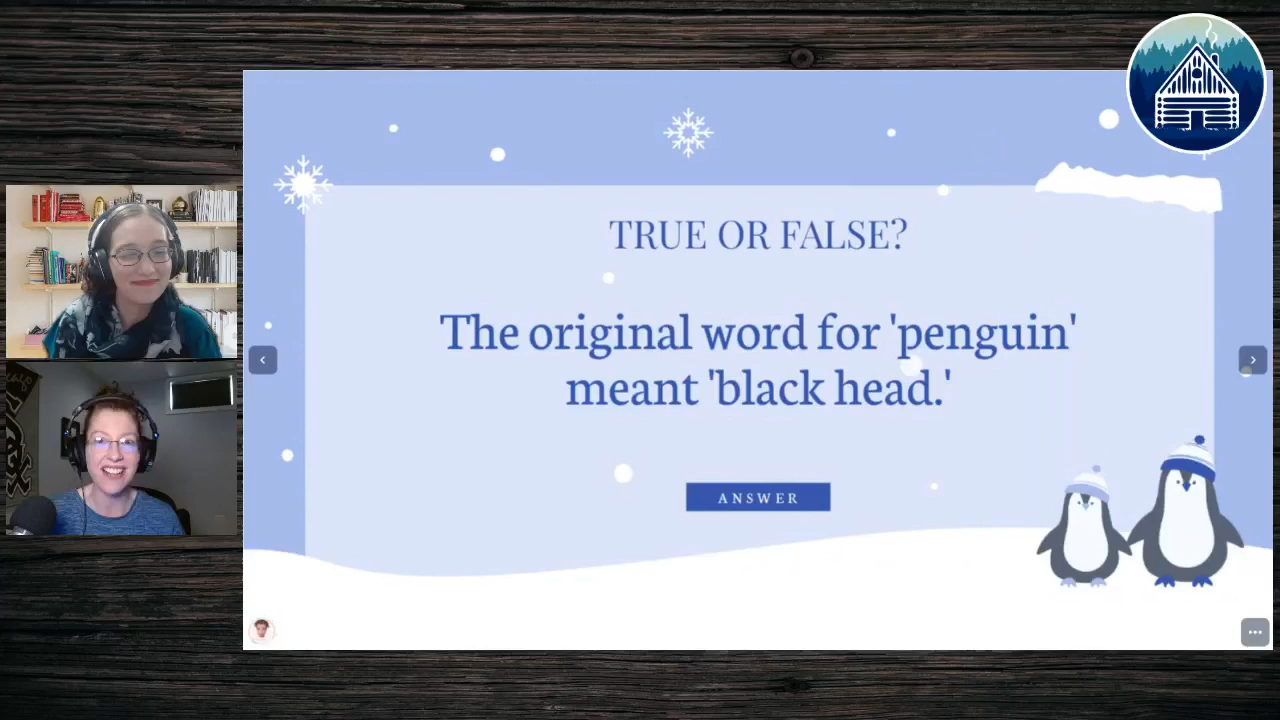 TRUE OR FALSE?
The original word for 'penguin'
meant 'black head.'
ANSWER